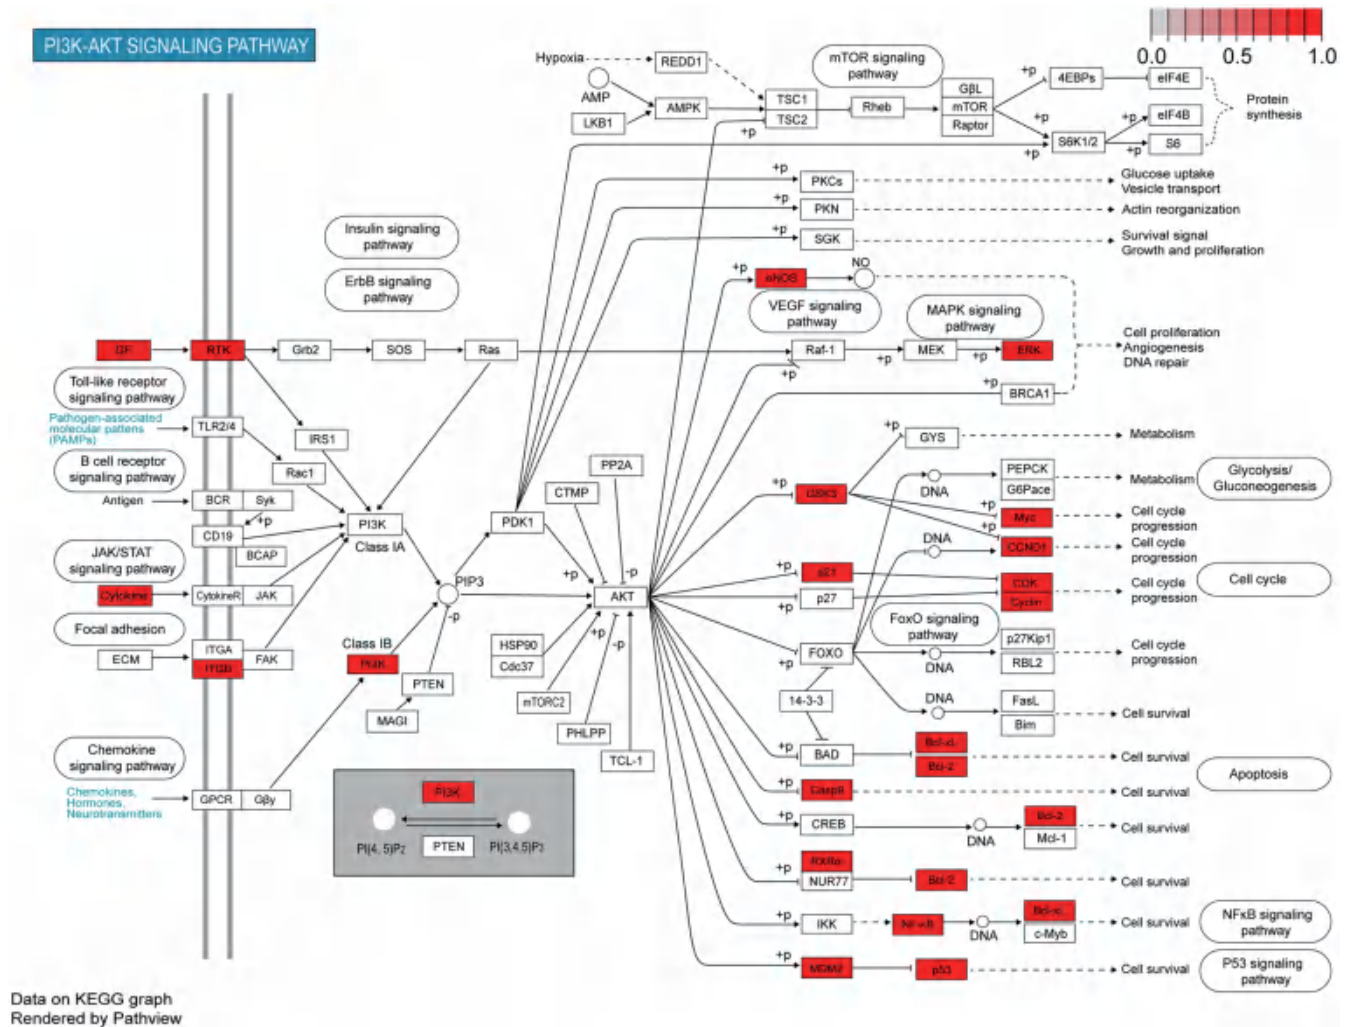 PI3K-AKT SIGNALING PATHWAY
0.0 0.5 1.0
Hypoxia
REDD1
mTOR signaling
pathway
AMP
LKB1
AMPK
TSC1
TSC2
+p
Rheb
GβL
mTOR
Raptor
+p
4EBPs
eIF4E
+p
S6K1/2
+p
+p
eIF4B
+p
S6
Protein
synthesis
+p
PKCs
Glucose uptake
Vesicle transport
+p
PKN
Actin reorganization
+p
SGK
Survival signal
Growth and proliferation
Insulin signaling
pathway
ErbB signaling
pathway
+p
eNOS
NO
VEGF signaling
pathway
MAPK signaling
pathway
Cell proliferation
Angiogenesis
DNA repair
GF
RTK
Grb2
SOS
Ras
Raf-1
+p
+p
MEK
+p
ERK
+p
BRCA1
Toll-like receptor
signaling pathway
Pathogen-associated
molecular pattens
(PAMPs)
TLR2/4
IRS1
Rac1
B cell receptor
signaling pathway
Antigen
BCR
Syk
+p
CD19
BCAP
PI3K
Class IA
JAK/STAT
signaling pathway
Cytokine
CytokineR
JAK
Focal adhesion
ECM
ITGA
ITGB
FAK
Class IB
PI3K
PIP3
-p
PTEN
MAGI
Chemokine
signaling pathway
Chemokines,
Hormones,
Neurotransmitters
GPCR
Gβγ
PDK1
+p
CTMP
PP2A
-p
AKT
HSP90
Cdc37
+p
-p
mTORC2
PHLPP
TCL-1
PI3K
PI(4, 5)P2
PTEN
PI(3,4,5)P3
+p
GYS
Metabolism
+p
GSK3
DNA
PEPCK
G6Pace
Metabolism
Glycolysis/
Gluconeogenesis
+p
Myc
Cell cycle
progression
+p
DNA
CCND1
Cell cycle
progression
+p
p21
+p
p27
CDK
Cyclin
Cell cycle
progression
Cell cycle
FoxO signaling
pathway
+p
FOXO
DNA
p27Kip1
RBL2
Cell cycle
progression
14-3-3
DNA
FasL
Bim
Cell survival
+p
BAD
Bcl-xL
Bcl-2
Cell survival
Apoptosis
+p
Casp9
Cell survival
+p
CREB
DNA
Bcl-2
Mcl-1
Cell survival
+p
RXRα
NUR77
Bcl-2
Cell survival
+p
IKK
NFκB
DNA
Bcl-xL
c-Myb
Cell survival
NFκB signaling
pathway
+p
MDM2
p53
Cell survival
P53 signaling
pathway
Data on KEGG graph
Rendered by Pathview